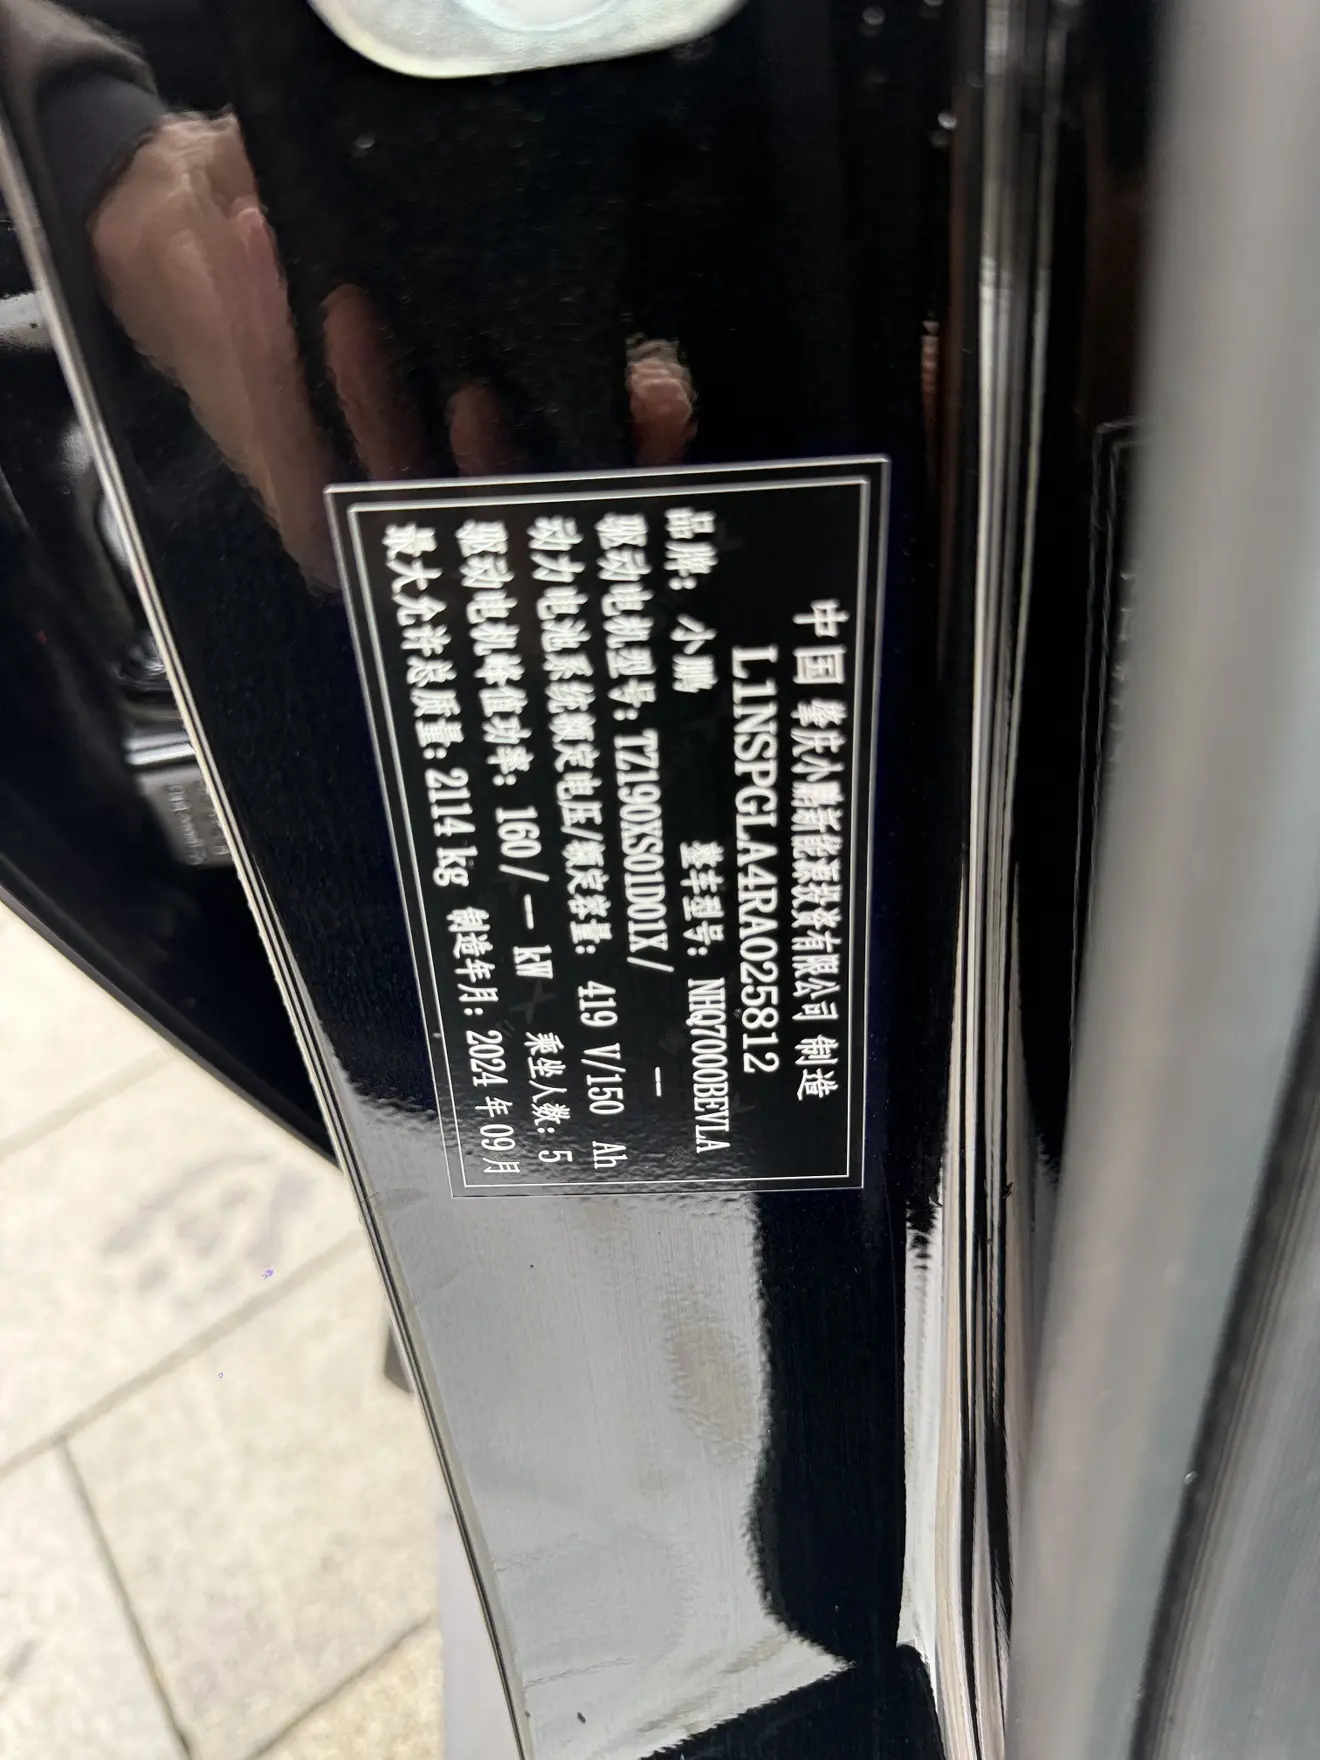 中国 肇庆小鹏新能源投资有限公司 制造
L1NSPGLA4RA025812
品牌: 小鹏 整车型号: NHQ7000BEVLA
驱动电机型号: TZ190XS01D01X/ --
动力电池系统额定电压/额定容量: 419 V/150 Ah
驱动电机峰值功率: 160 / -- kW 乘坐人数: 5
最大允许总质量: 2114 kg 制造年月: 2024 年 09月